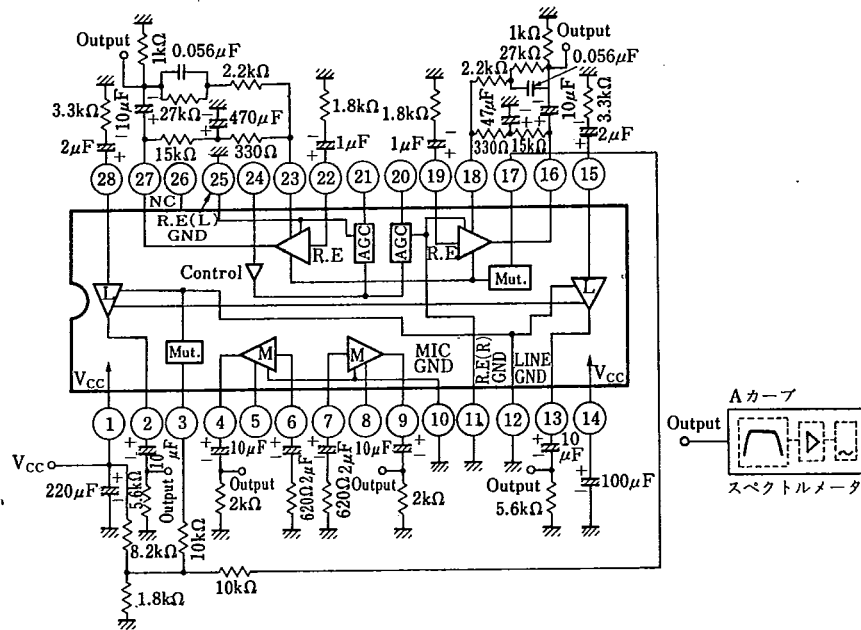 Output
1kΩ
0.056μF
2.2kΩ
3.3kΩ
10μF
27kΩ
470μF
1.8kΩ
2μF
15kΩ
330Ω
1μF
1.8kΩ
1μF
1kΩ
Output
27kΩ
0.056μF
2.2kΩ
47μF
10μF
3.3kΩ
330Ω
15kΩ
2μF
28 27 26 25 24 23 22 21 20 19 18 17 16 15
NC
R.E(L)
GND
R.E
AGC
AGC
R.E
Control
Mut.
L
L
Mut.
M
M
MIC
GND
R.E(R)
GND
LINE
GND
VCC
VCC
1 2 3 4 5 6 7 8 9 10 11 12 13 14
VCC
220μF
10μF
5.6kΩ
Output
10kΩ
10μF
Output
2kΩ
620Ω
2μF
620Ω
2μF
10μF
Output
2kΩ
10μF
Output
5.6kΩ
100μF
8.2kΩ
10kΩ
1.8kΩ
Output
Aカーブ
スペクトルメータ